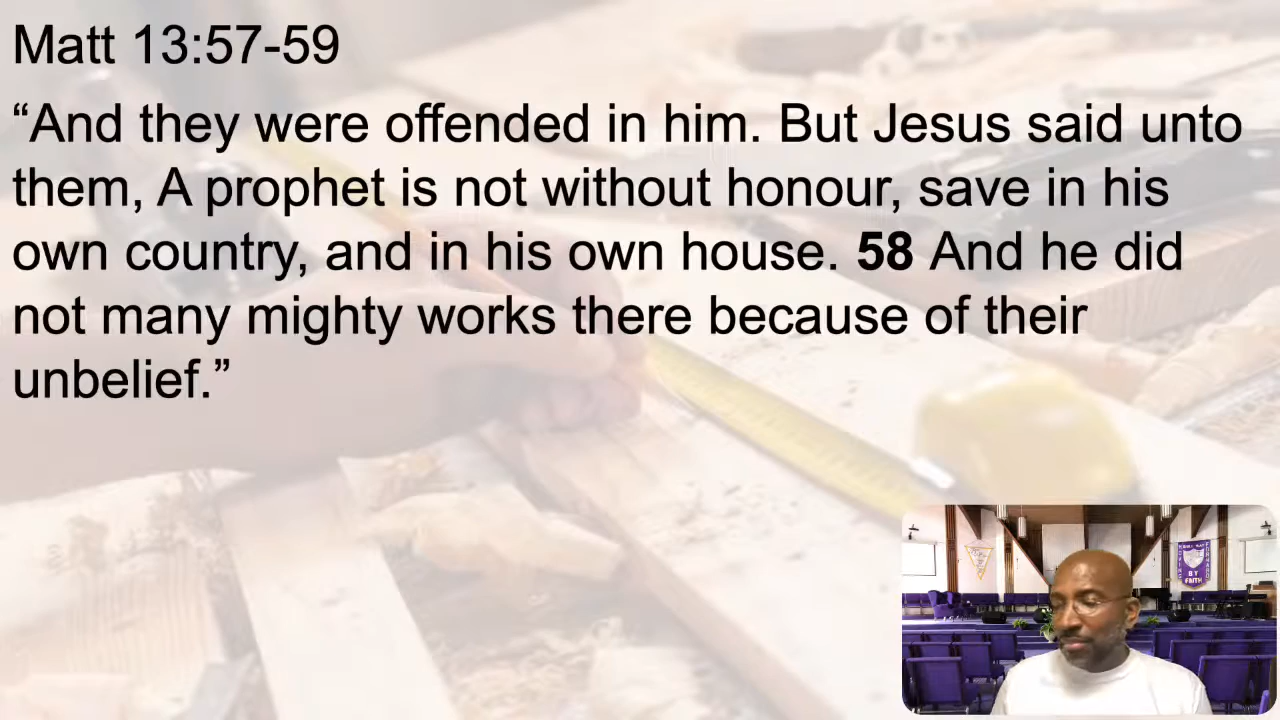 Matt 13:57-59
“And they were offended in him. But Jesus said unto
them, A prophet is not without honour, save in his
own country, and in his own house. 58 And he did
not many mighty works there because of their
unbelief.”
BY
FAITH